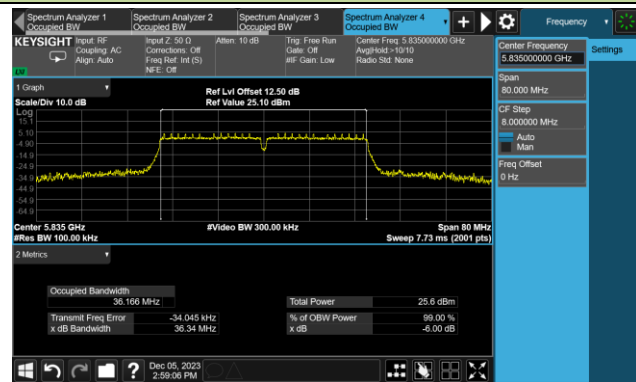 Spectrum Analyzer 1
Occupied BW
Spectrum Analyzer 2
Occupied BW
Spectrum Analyzer 3
Occupied BW
Spectrum Analyzer 4
Occupied BW
Frequency
KEYSIGHT
Input: RF
Coupling: AC
Align: Auto
Input Z: 50 Ω
Corrections: Off
Freq Ref: Int (S)
NFE: Off
Atten: 10 dB
Trig: Free Run
Gate: Off
#IF Gain: Low
Center Freq: 5.835000000 GHz
Avg|Hold:>10/10
Radio Std: None
Center Frequency
5.835000000 GHz
Settings
Span
80.000 MHz
CF Step
8.000000 MHz
Auto
Man
Freq Offset
0 Hz
1 Graph
Scale/Div 10.0 dB
Ref Lvl Offset 12.50 dB
Ref Value 25.10 dBm
Log
15.1
5.10
-4.90
-14.9
-24.9
-34.9
-44.9
-54.9
-64.9
Center 5.835 GHz
#Res BW 100.00 kHz
#Video BW 300.00 kHz
Span 80 MHz
Sweep 7.73 ms (2001 pts)
2 Metrics
Occupied Bandwidth
36.166 MHz
Total Power 25.6 dBm
Transmit Freq Error -34.045 kHz
% of OBW Power 99.00 %
x dB Bandwidth 36.34 MHz
x dB -6.00 dB
Dec 05, 2023
2:59:06 PM